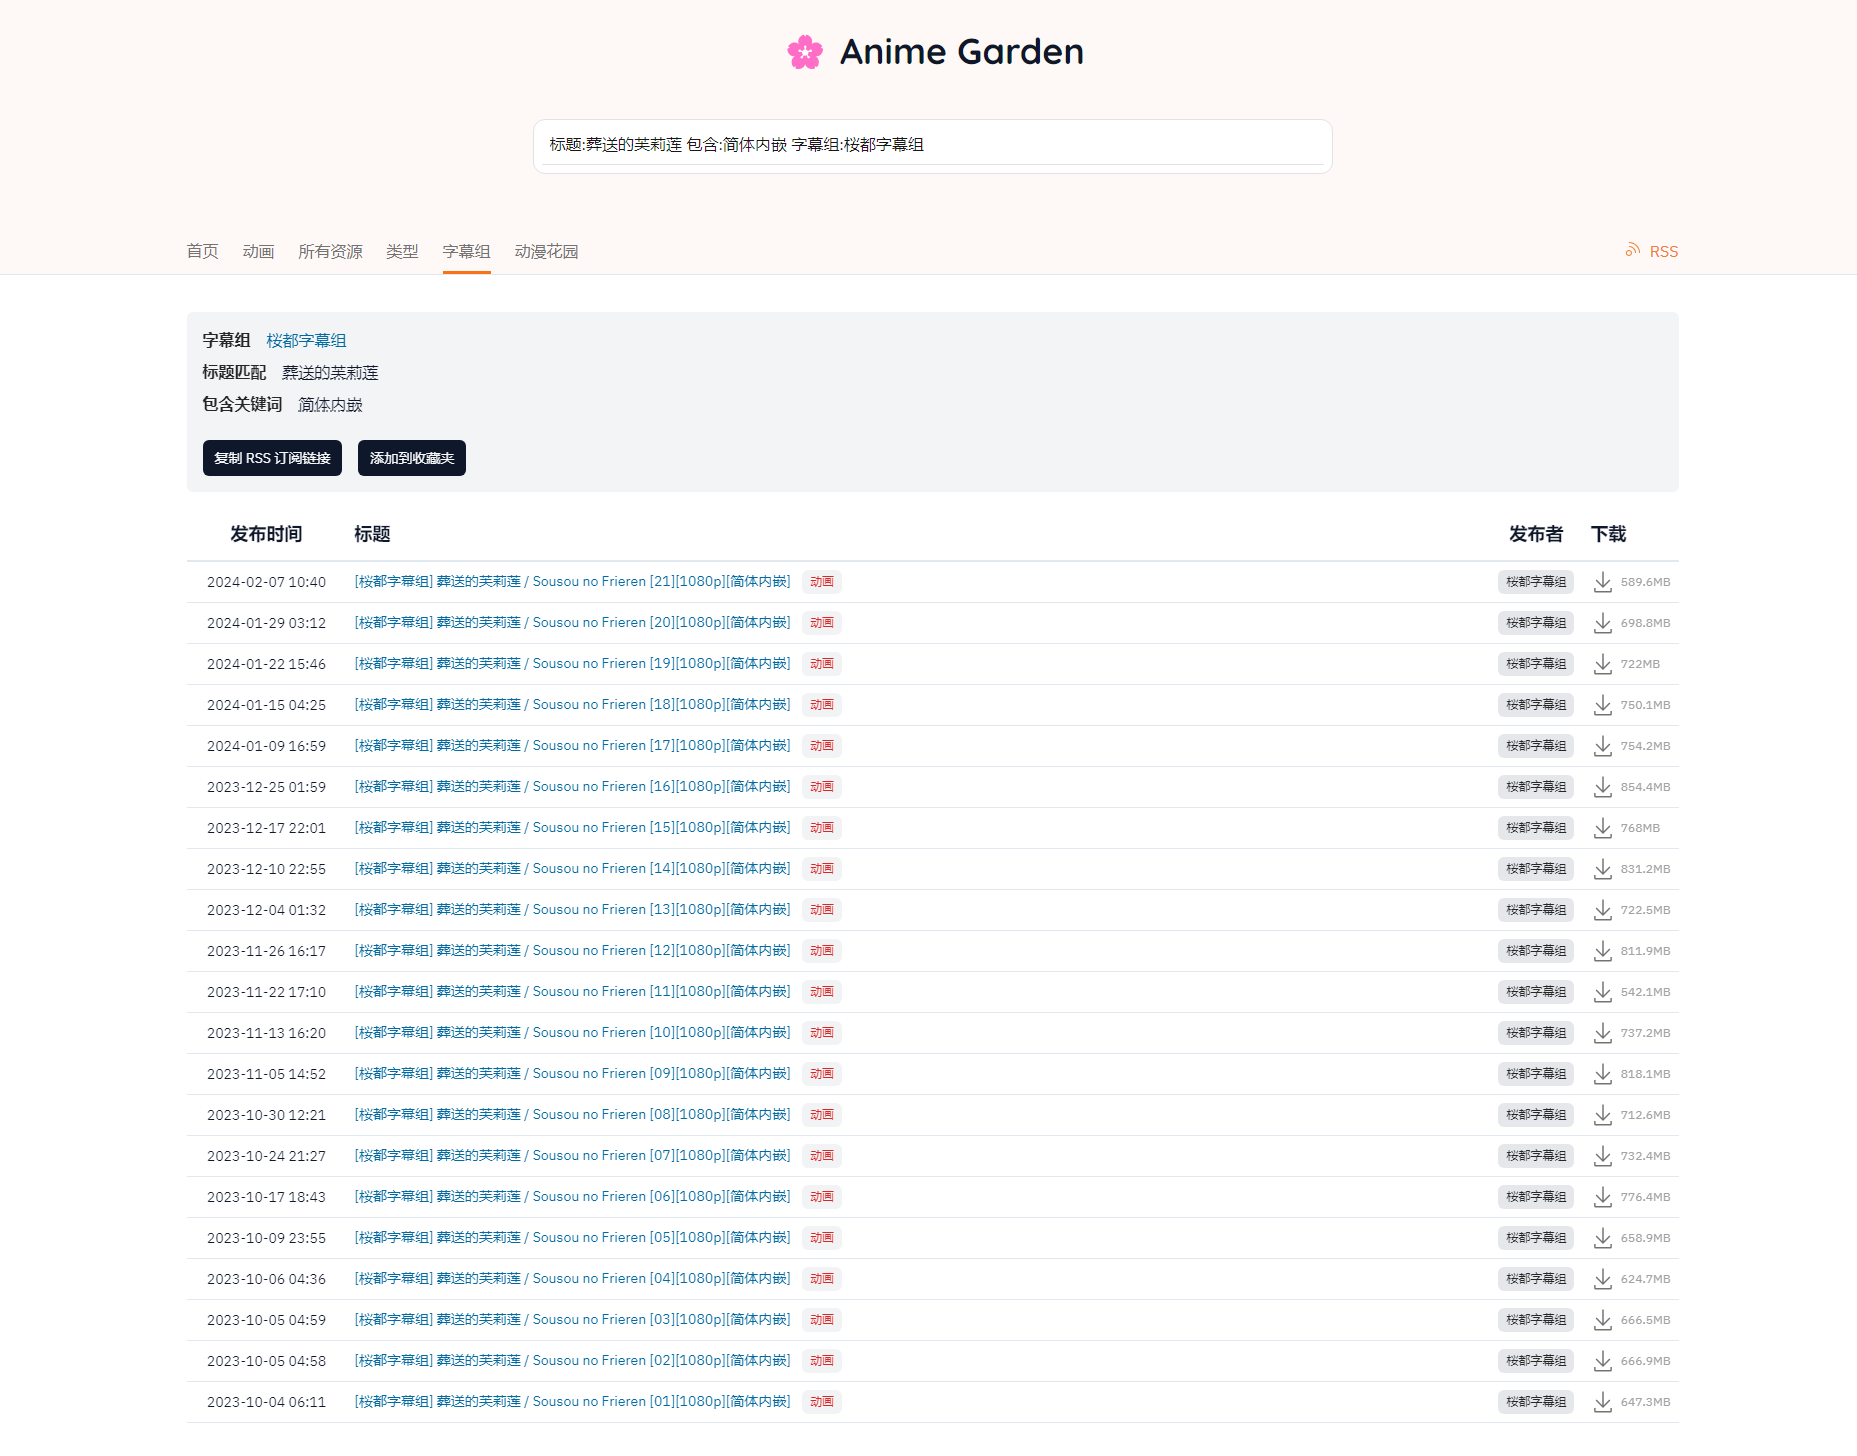 Anime Garden
标题:葬送的芙莉莲 包含:简体内嵌 字幕组:桜都字幕组
首页 动画 所有资源 类型 字幕组 动漫花园 RSS
字幕组 桜都字幕组
标题匹配 葬送的芙莉莲
包含关键词 简体内嵌
复制 RSS 订阅链接 添加到收藏夹
发布时间 标题 发布者 下载
2024-02-07 10:40 [桜都字幕组] 葬送的芙莉莲 / Sousou no Frieren [21][1080p][简体内嵌] 动画 桜都字幕组 589.6MB
2024-01-29 03:12 [桜都字幕组] 葬送的芙莉莲 / Sousou no Frieren [20][1080p][简体内嵌] 动画 桜都字幕组 698.8MB
2024-01-22 15:46 [桜都字幕组] 葬送的芙莉莲 / Sousou no Frieren [19][1080p][简体内嵌] 动画 桜都字幕组 722MB
2024-01-15 04:25 [桜都字幕组] 葬送的芙莉莲 / Sousou no Frieren [18][1080p][简体内嵌] 动画 桜都字幕组 750.1MB
2024-01-09 16:59 [桜都字幕组] 葬送的芙莉莲 / Sousou no Frieren [17][1080p][简体内嵌] 动画 桜都字幕组 754.2MB
2023-12-25 01:59 [桜都字幕组] 葬送的芙莉莲 / Sousou no Frieren [16][1080p][简体内嵌] 动画 桜都字幕组 854.4MB
2023-12-17 22:01 [桜都字幕组] 葬送的芙莉莲 / Sousou no Frieren [15][1080p][简体内嵌] 动画 桜都字幕组 768MB
2023-12-10 22:55 [桜都字幕组] 葬送的芙莉莲 / Sousou no Frieren [14][1080p][简体内嵌] 动画 桜都字幕组 831.2MB
2023-12-04 01:32 [桜都字幕组] 葬送的芙莉莲 / Sousou no Frieren [13][1080p][简体内嵌] 动画 桜都字幕组 722.5MB
2023-11-26 16:17 [桜都字幕组] 葬送的芙莉莲 / Sousou no Frieren [12][1080p][简体内嵌] 动画 桜都字幕组 811.9MB
2023-11-22 17:10 [桜都字幕组] 葬送的芙莉莲 / Sousou no Frieren [11][1080p][简体内嵌] 动画 桜都字幕组 542.1MB
2023-11-13 16:20 [桜都字幕组] 葬送的芙莉莲 / Sousou no Frieren [10][1080p][简体内嵌] 动画 桜都字幕组 737.2MB
2023-11-05 14:52 [桜都字幕组] 葬送的芙莉莲 / Sousou no Frieren [09][1080p][简体内嵌] 动画 桜都字幕组 818.1MB
2023-10-30 12:21 [桜都字幕组] 葬送的芙莉莲 / Sousou no Frieren [08][1080p][简体内嵌] 动画 桜都字幕组 712.6MB
2023-10-24 21:27 [桜都字幕组] 葬送的芙莉莲 / Sousou no Frieren [07][1080p][简体内嵌] 动画 桜都字幕组 732.4MB
2023-10-17 18:43 [桜都字幕组] 葬送的芙莉莲 / Sousou no Frieren [06][1080p][简体内嵌] 动画 桜都字幕组 776.4MB
2023-10-09 23:55 [桜都字幕组] 葬送的芙莉莲 / Sousou no Frieren [05][1080p][简体内嵌] 动画 桜都字幕组 658.9MB
2023-10-06 04:36 [桜都字幕组] 葬送的芙莉莲 / Sousou no Frieren [04][1080p][简体内嵌] 动画 桜都字幕组 624.7MB
2023-10-05 04:59 [桜都字幕组] 葬送的芙莉莲 / Sousou no Frieren [03][1080p][简体内嵌] 动画 桜都字幕组 666.5MB
2023-10-05 04:58 [桜都字幕组] 葬送的芙莉莲 / Sousou no Frieren [02][1080p][简体内嵌] 动画 桜都字幕组 666.9MB
2023-10-04 06:11 [桜都字幕组] 葬送的芙莉莲 / Sousou no Frieren [01][1080p][简体内嵌] 动画 桜都字幕组 647.3MB